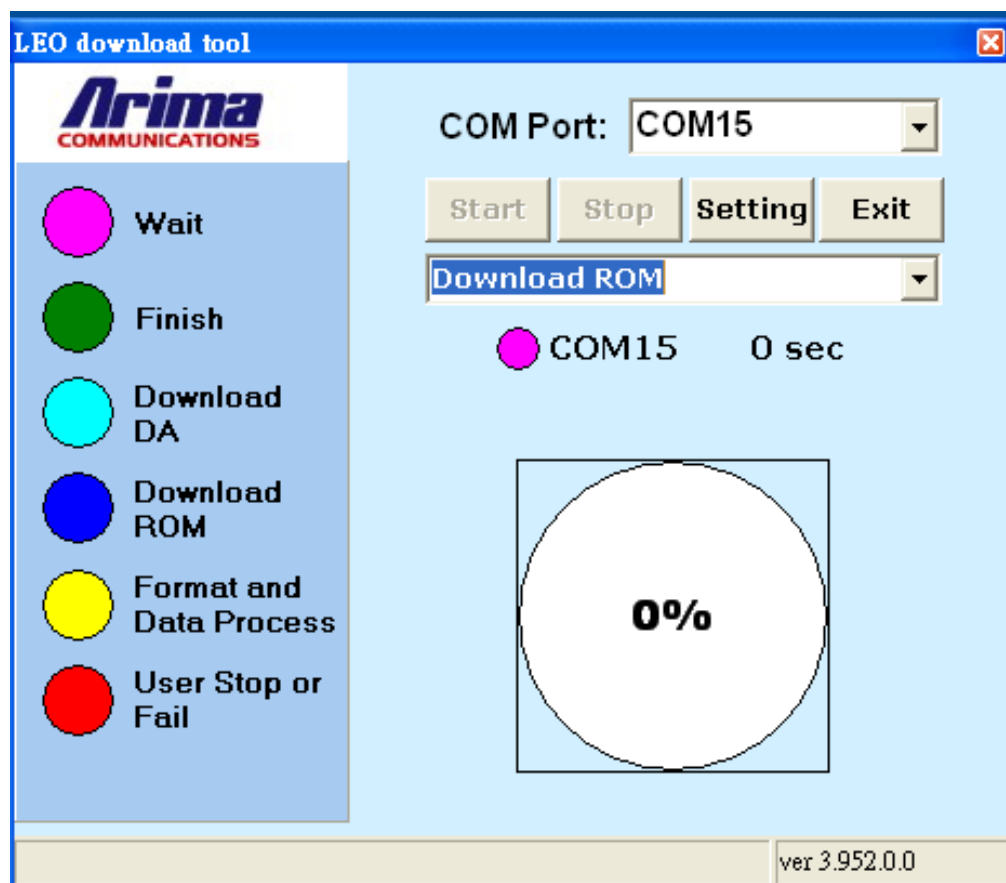 LEO download tool
Arima
COMMUNICATIONS
COM Port: COM15
Start Stop Setting Exit
Download ROM
COM15 0 sec
Wait
Finish
Download
DA
Download
ROM
Format and
Data Process
User Stop or
Fail
0%
ver 3.952.0.0